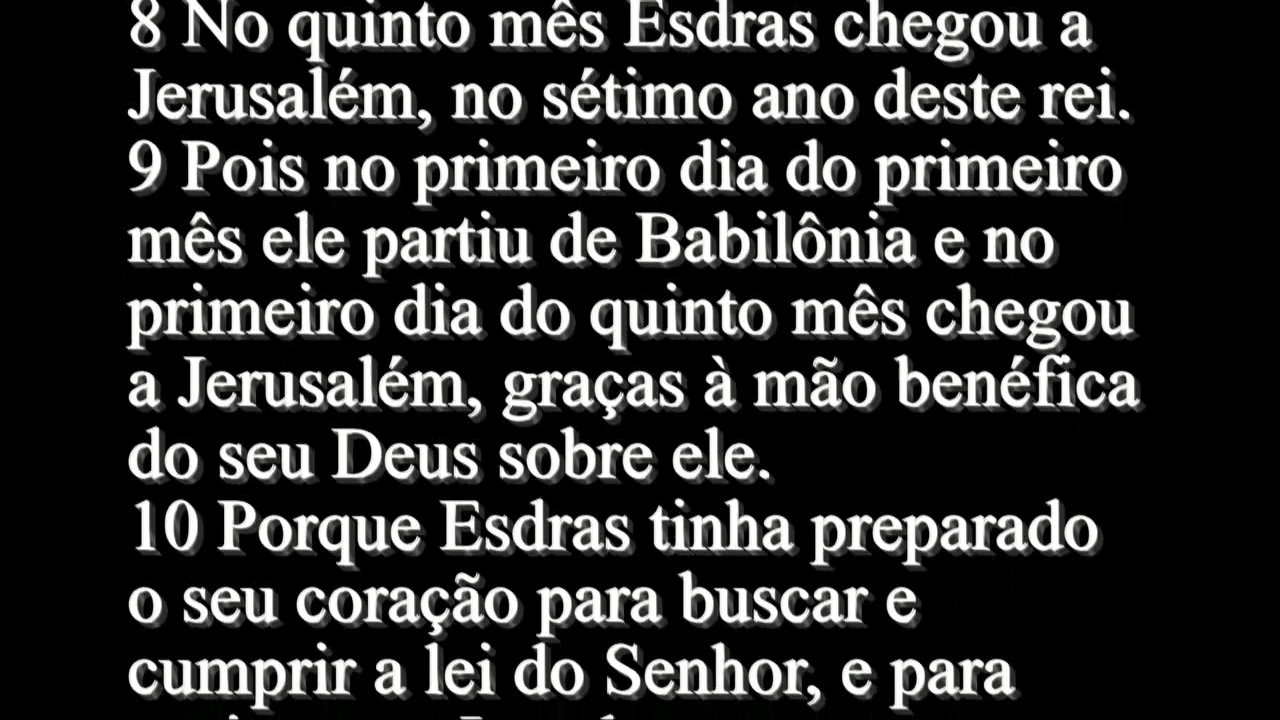 8 No quinto mês Esdras chegou a
Jerusalém, no sétimo ano deste rei.
9 Pois no primeiro dia do primeiro
mês ele partiu de Babilônia e no
primeiro dia do quinto mês chegou
a Jerusalém, graças à mão benéfica
do seu Deus sobre ele.
10 Porque Esdras tinha preparado
o seu coração para buscar e
cumprir a lei do Senhor, e para